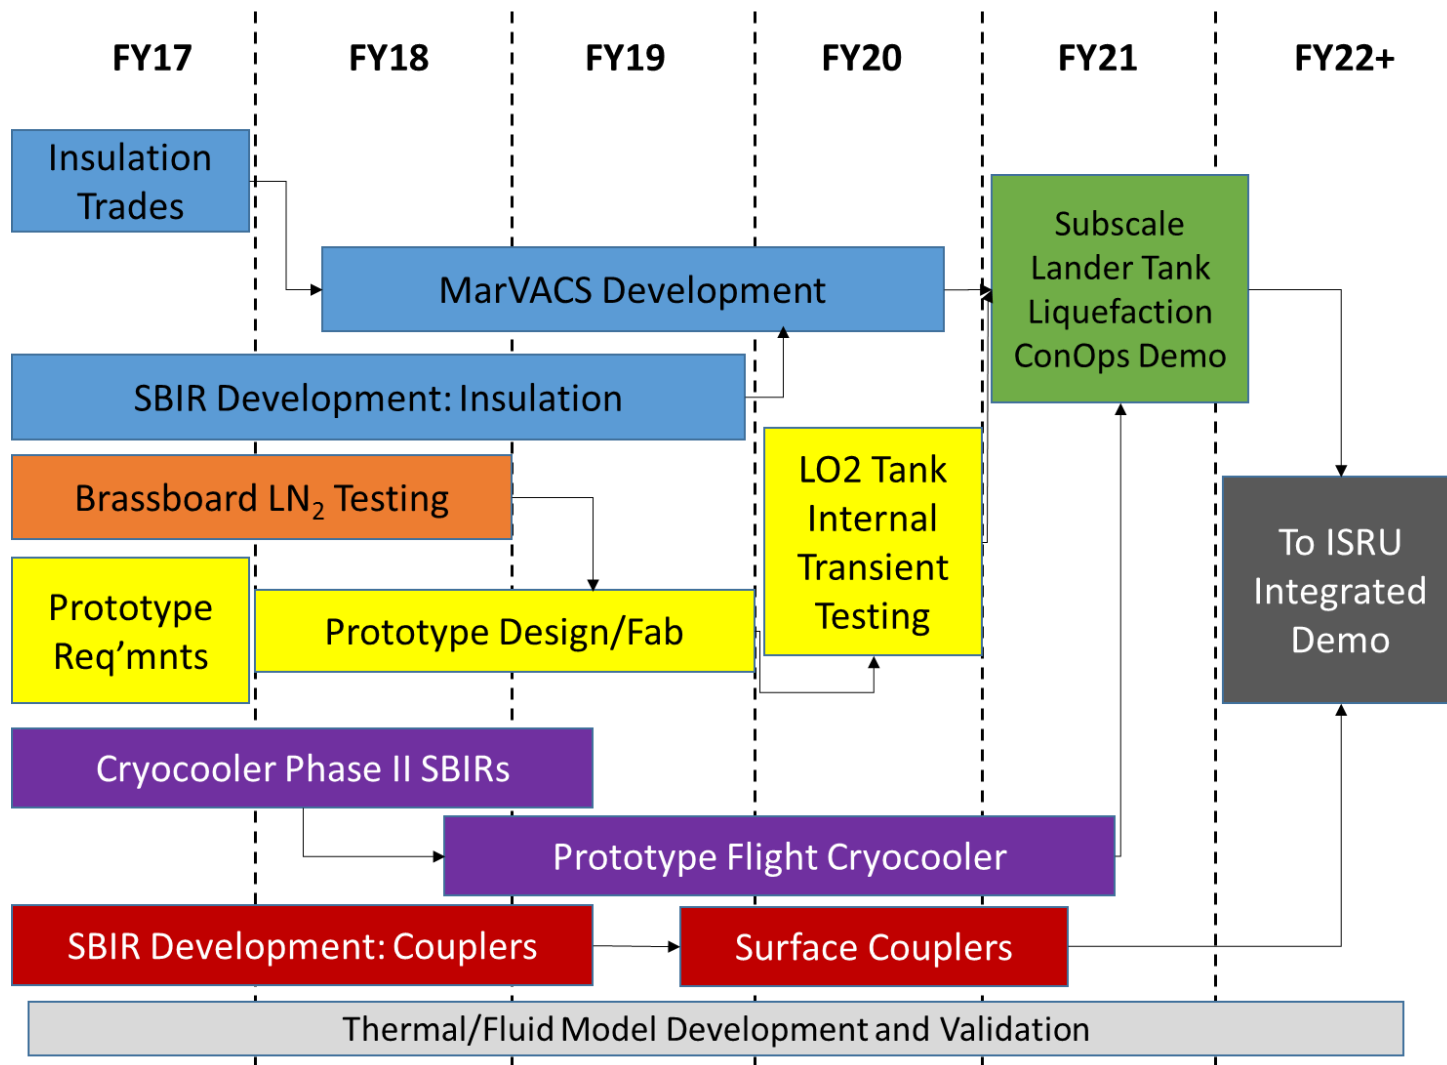 FY17 FY18 FY19 FY20 FY21 FY22+
Insulation
Trades
MarVACS Development
Subscale
Lander Tank
Liquefaction
ConOps Demo
SBIR Development: Insulation
Brassboard LN₂ Testing
LO2 Tank
Internal
Transient
Testing
Prototype
Req’mnts
Prototype Design/Fab
To ISRU
Integrated
Demo
Cryocooler Phase II SBIRs
Prototype Flight Cryocooler
SBIR Development: Couplers
Surface Couplers
Thermal/Fluid Model Development and Validation